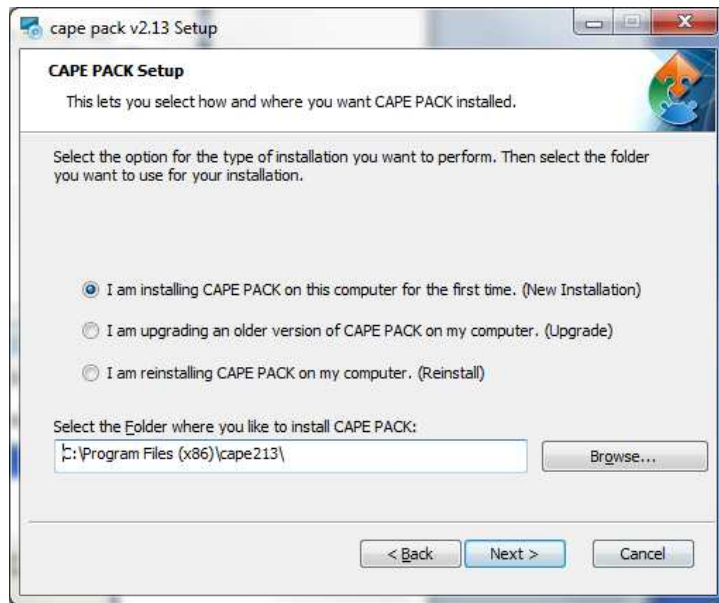 cape pack v2.13 Setup
CAPE PACK Setup
This lets you select how and where you want CAPE PACK installed.
Select the option for the type of installation you want to perform. Then select the folder
you want to use for your installation.
I am installing CAPE PACK on this computer for the first time. (New Installation)
I am upgrading an older version of CAPE PACK on my computer. (Upgrade)
I am reinstalling CAPE PACK on my computer. (Reinstall)
Select the Folder where you like to install CAPE PACK:
C:\Program Files (x86)\cape213\
Browse...
< Back
Next >
Cancel